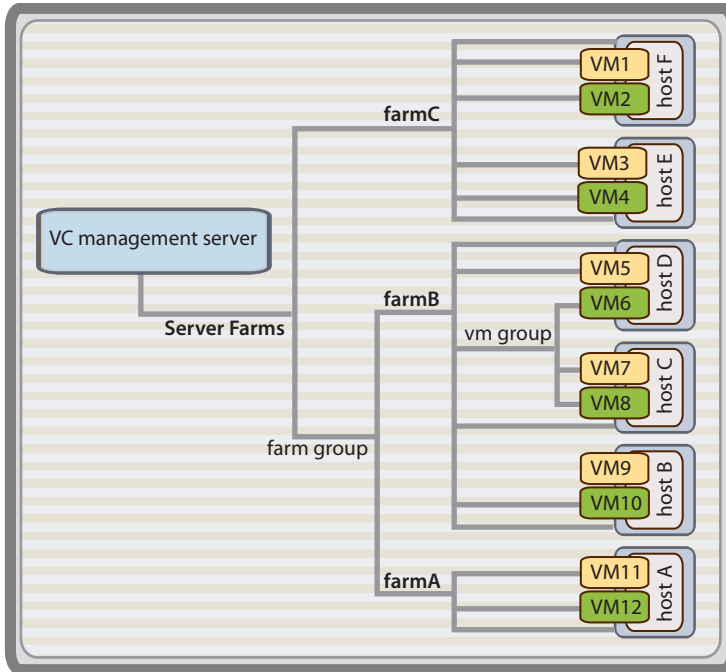 VM1
VM2
host F
farmC
VM3
VM4
host E
VC management server
VM5
VM6
host D
farmB
Server Farms
vm group
VM7
VM8
host C
farm group
VM9
VM10
host B
farmA
VM11
VM12
host A